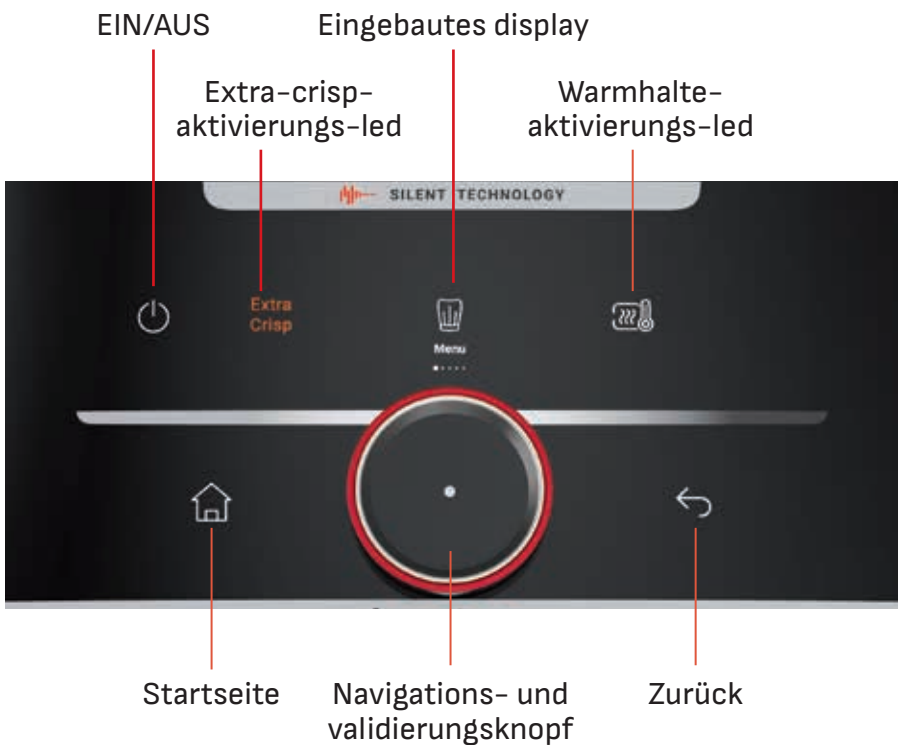 EIN/AUS
Eingebautes display
Extra-crisp-
aktivierungs-led
Warmhalte-
aktivierungs-led
SILENT TECHNOLOGY
Extra
Crisp
Menu
Startseite
Navigations- und
validierungsknopf
Zurück